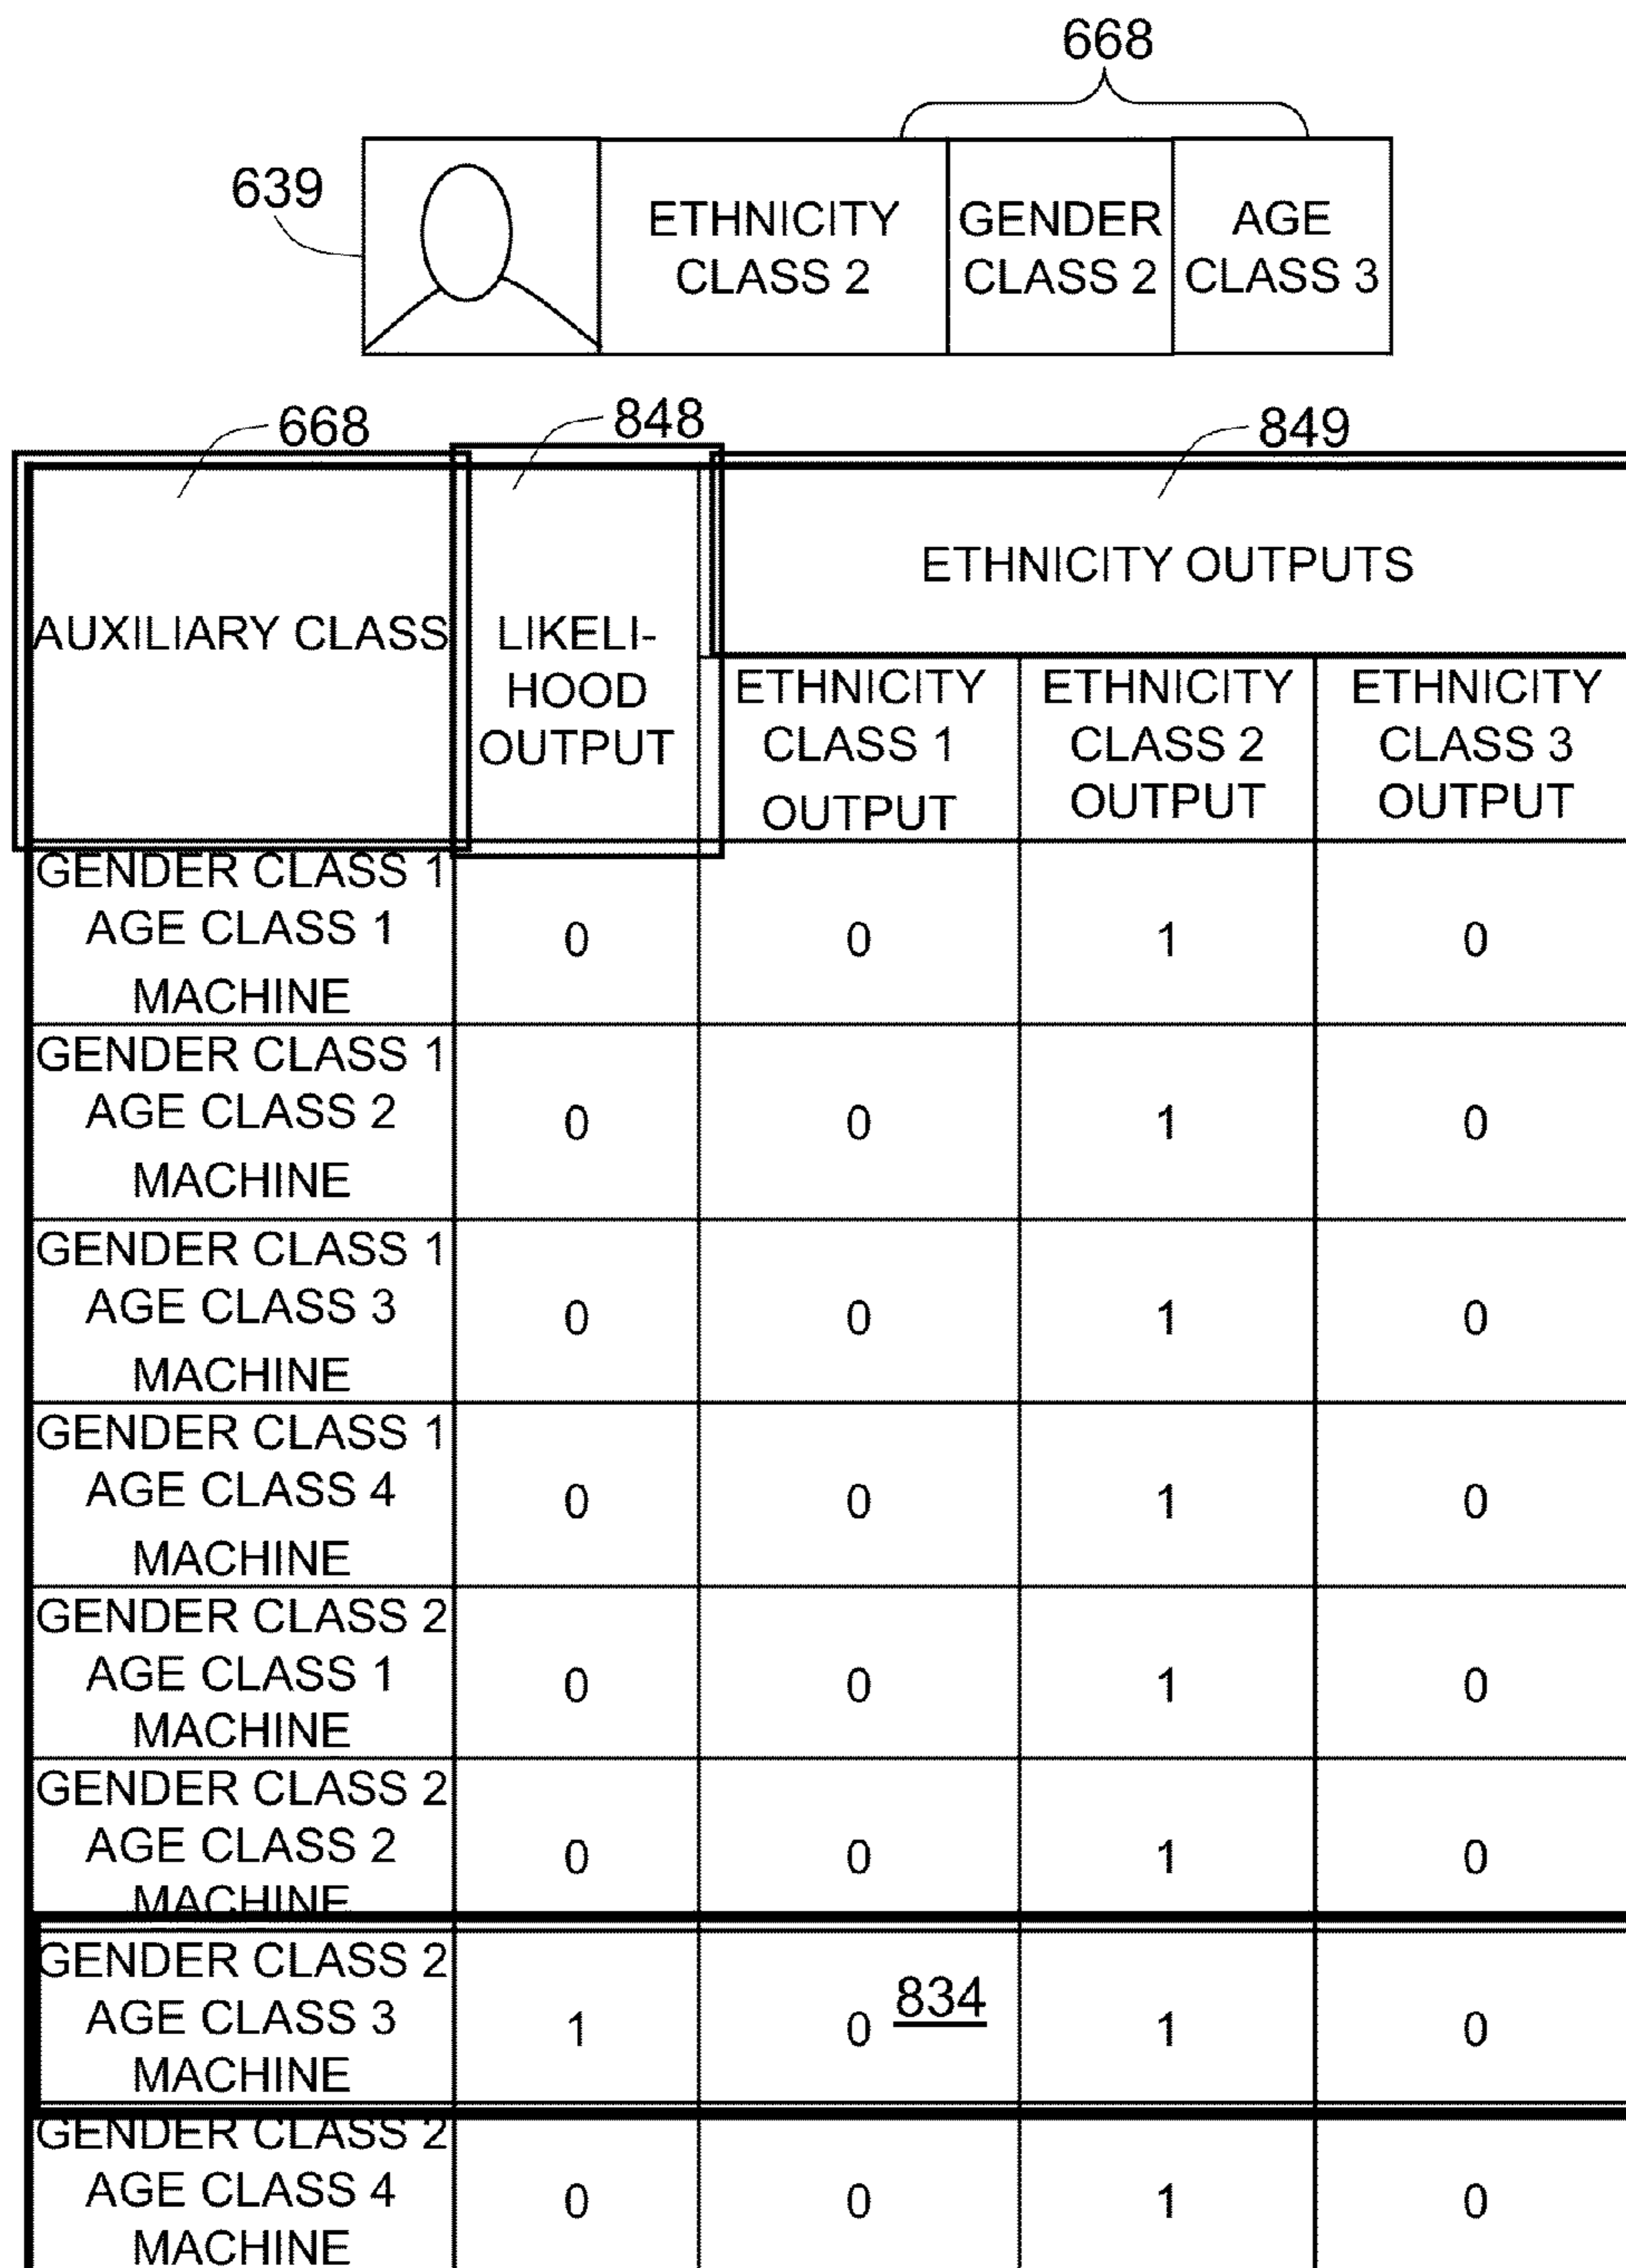 668
639
ETHNICITY GENDER AGE
CLASS 2 CLASS 2 CLASS 3
668 848 849
ETHNICITY OUTPUTS
AUXILIARY CLASS LIKELI-
HOOD
OUTPUT
ETHNICITY ETHNICITY ETHNICITY
CLASS 1 CLASS 2 CLASS 3
OUTPUT OUTPUT OUTPUT
GENDER CLASS 1
AGE CLASS 1 0 0 1 0
MACHINE
GENDER CLASS 1
AGE CLASS 2 0 0 1 0
MACHINE
GENDER CLASS 1
AGE CLASS 3 0 0 1 0
MACHINE
GENDER CLASS 1
AGE CLASS 4 0 0 1 0
MACHINE
GENDER CLASS 2
AGE CLASS 1 0 0 1 0
MACHINE
GENDER CLASS 2
AGE CLASS 2 0 0 1 0
MACHINE
GENDER CLASS 2
AGE CLASS 3 1 0 834 1 0
MACHINE
GENDER CLASS 2
AGE CLASS 4 0 0 1 0
MACHINE